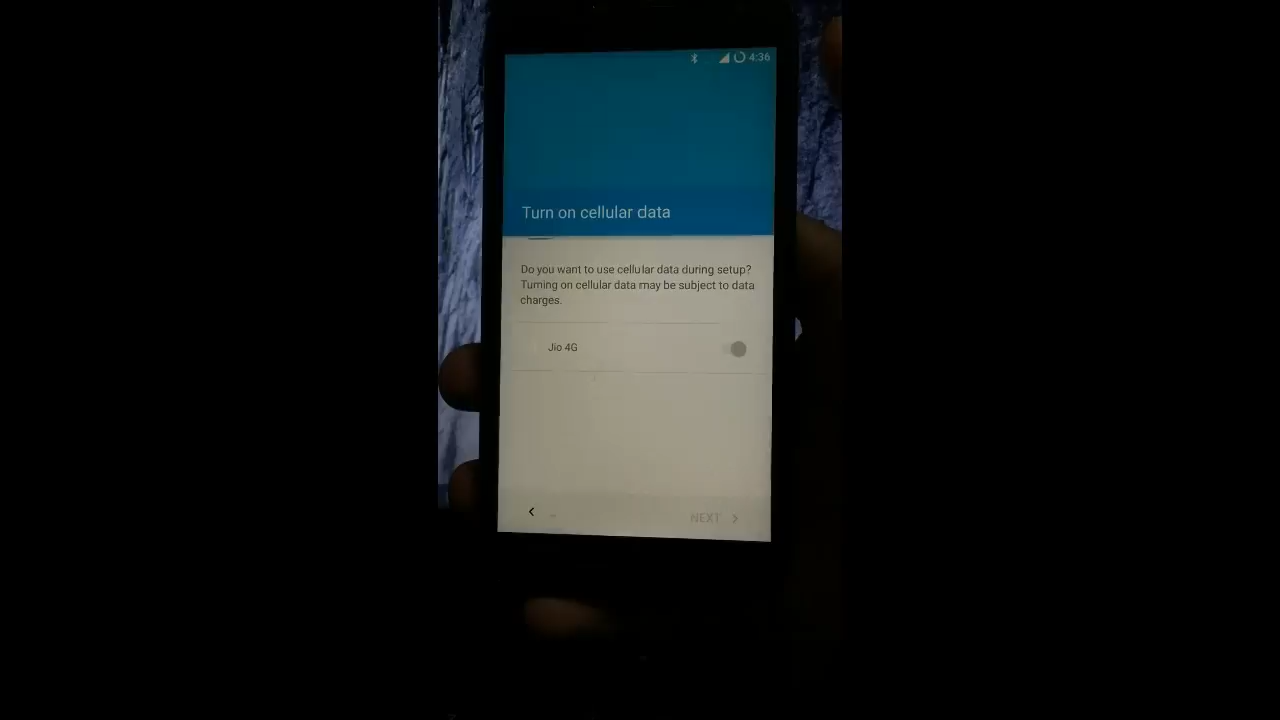 4:36
Turn on cellular data
Do you want to use cellular data during setup?
Turning on cellular data may be subject to data
charges.
Jio 4G
NEXT